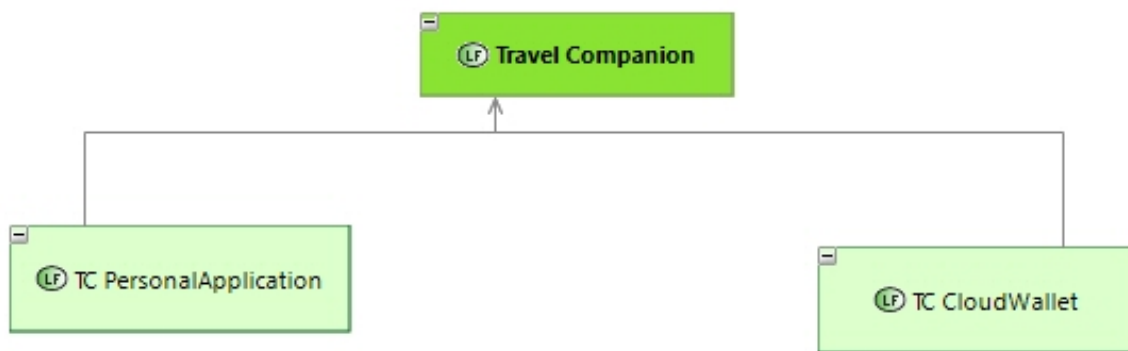 LF Travel Companion
LF TC PersonalApplication
LF TC CloudWallet